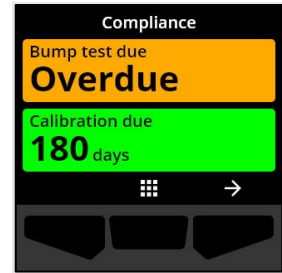 Compliance
Bump test due
Overdue
Calibration due
180 days